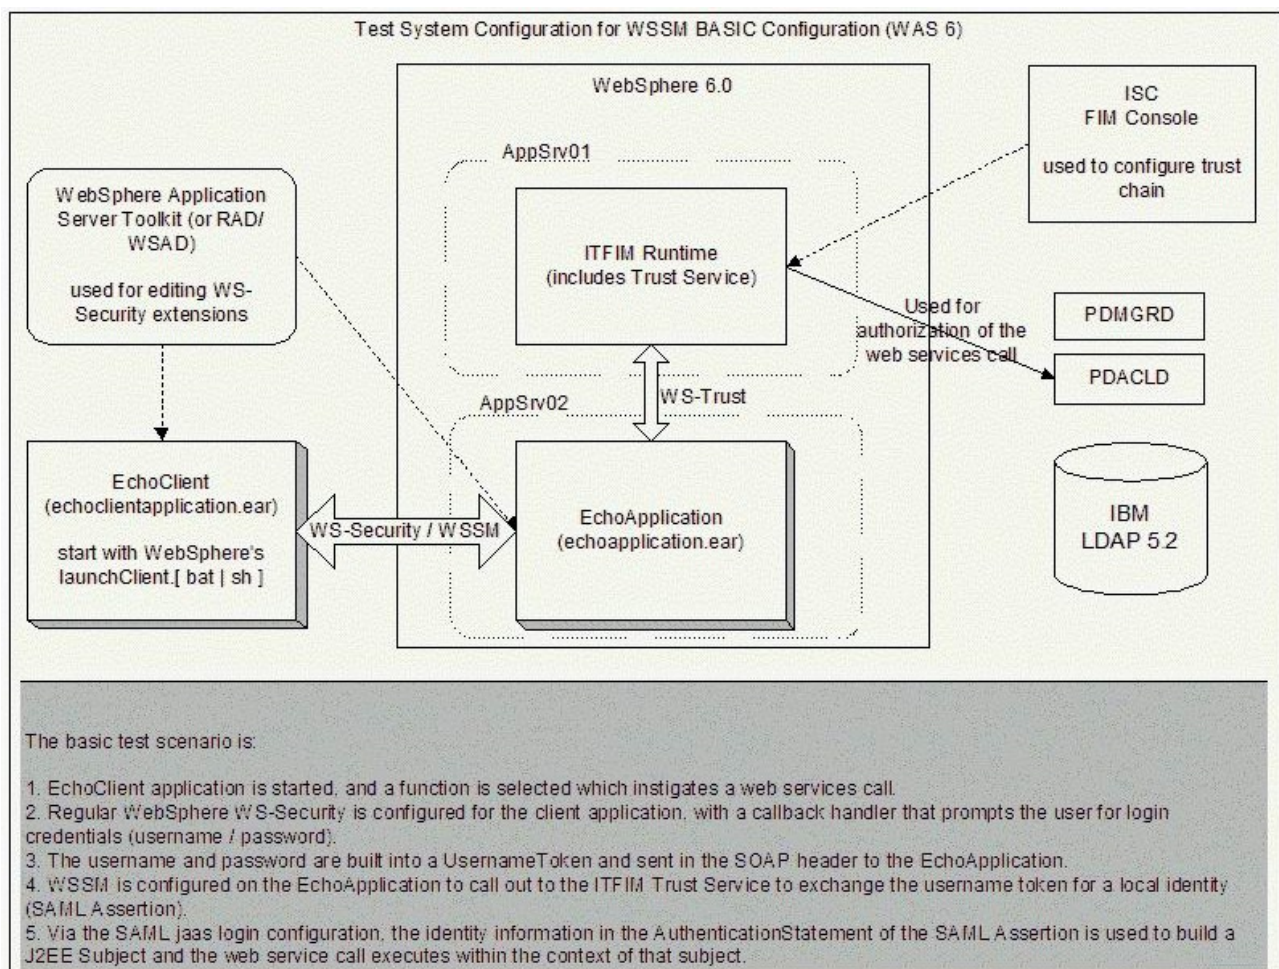 Test System Configuration for WSSM BASIC Configuration (WAS 6)
WebSphere 6.0
ISC
FIM Console
used to configure trust
chain
AppSrv01
WebSphere Application
Server Toolkit (or RAD/
WSAD)
used for editing WS-
Security extensions
ITFIM Runtime
(includes Trust Service)
Used for
authorization of the
web services call
PDMGRD
PDACLD
WS-Trust
AppSrv02
EchoClient
(echoclientapplication.ear)
start with WebSphere's
launchClient.[ bat | sh ]
WS-Security / WSSM
EchoApplication
(echoapplication.ear)
IBM
LDAP 5.2
The basic test scenario is:
1. EchoClient application is started, and a function is selected which instigates a web services call.
2. Regular WebSphere WS-Security is configured for the client application, with a callback handler that prompts the user for login
credentials (username / password).
3. The username and password are built into a UsernameToken and sent in the SOAP header to the EchoApplication.
4. WSSM is configured on the EchoApplication to call out to the ITFIM Trust Service to exchange the username token for a local identity
(SAML Assertion).
5. Via the SAML jaas login configuration, the identity information in the AuthenticationStatement of the SAML Assertion is used to build a
J2EE Subject and the web service call executes within the context of that subject.